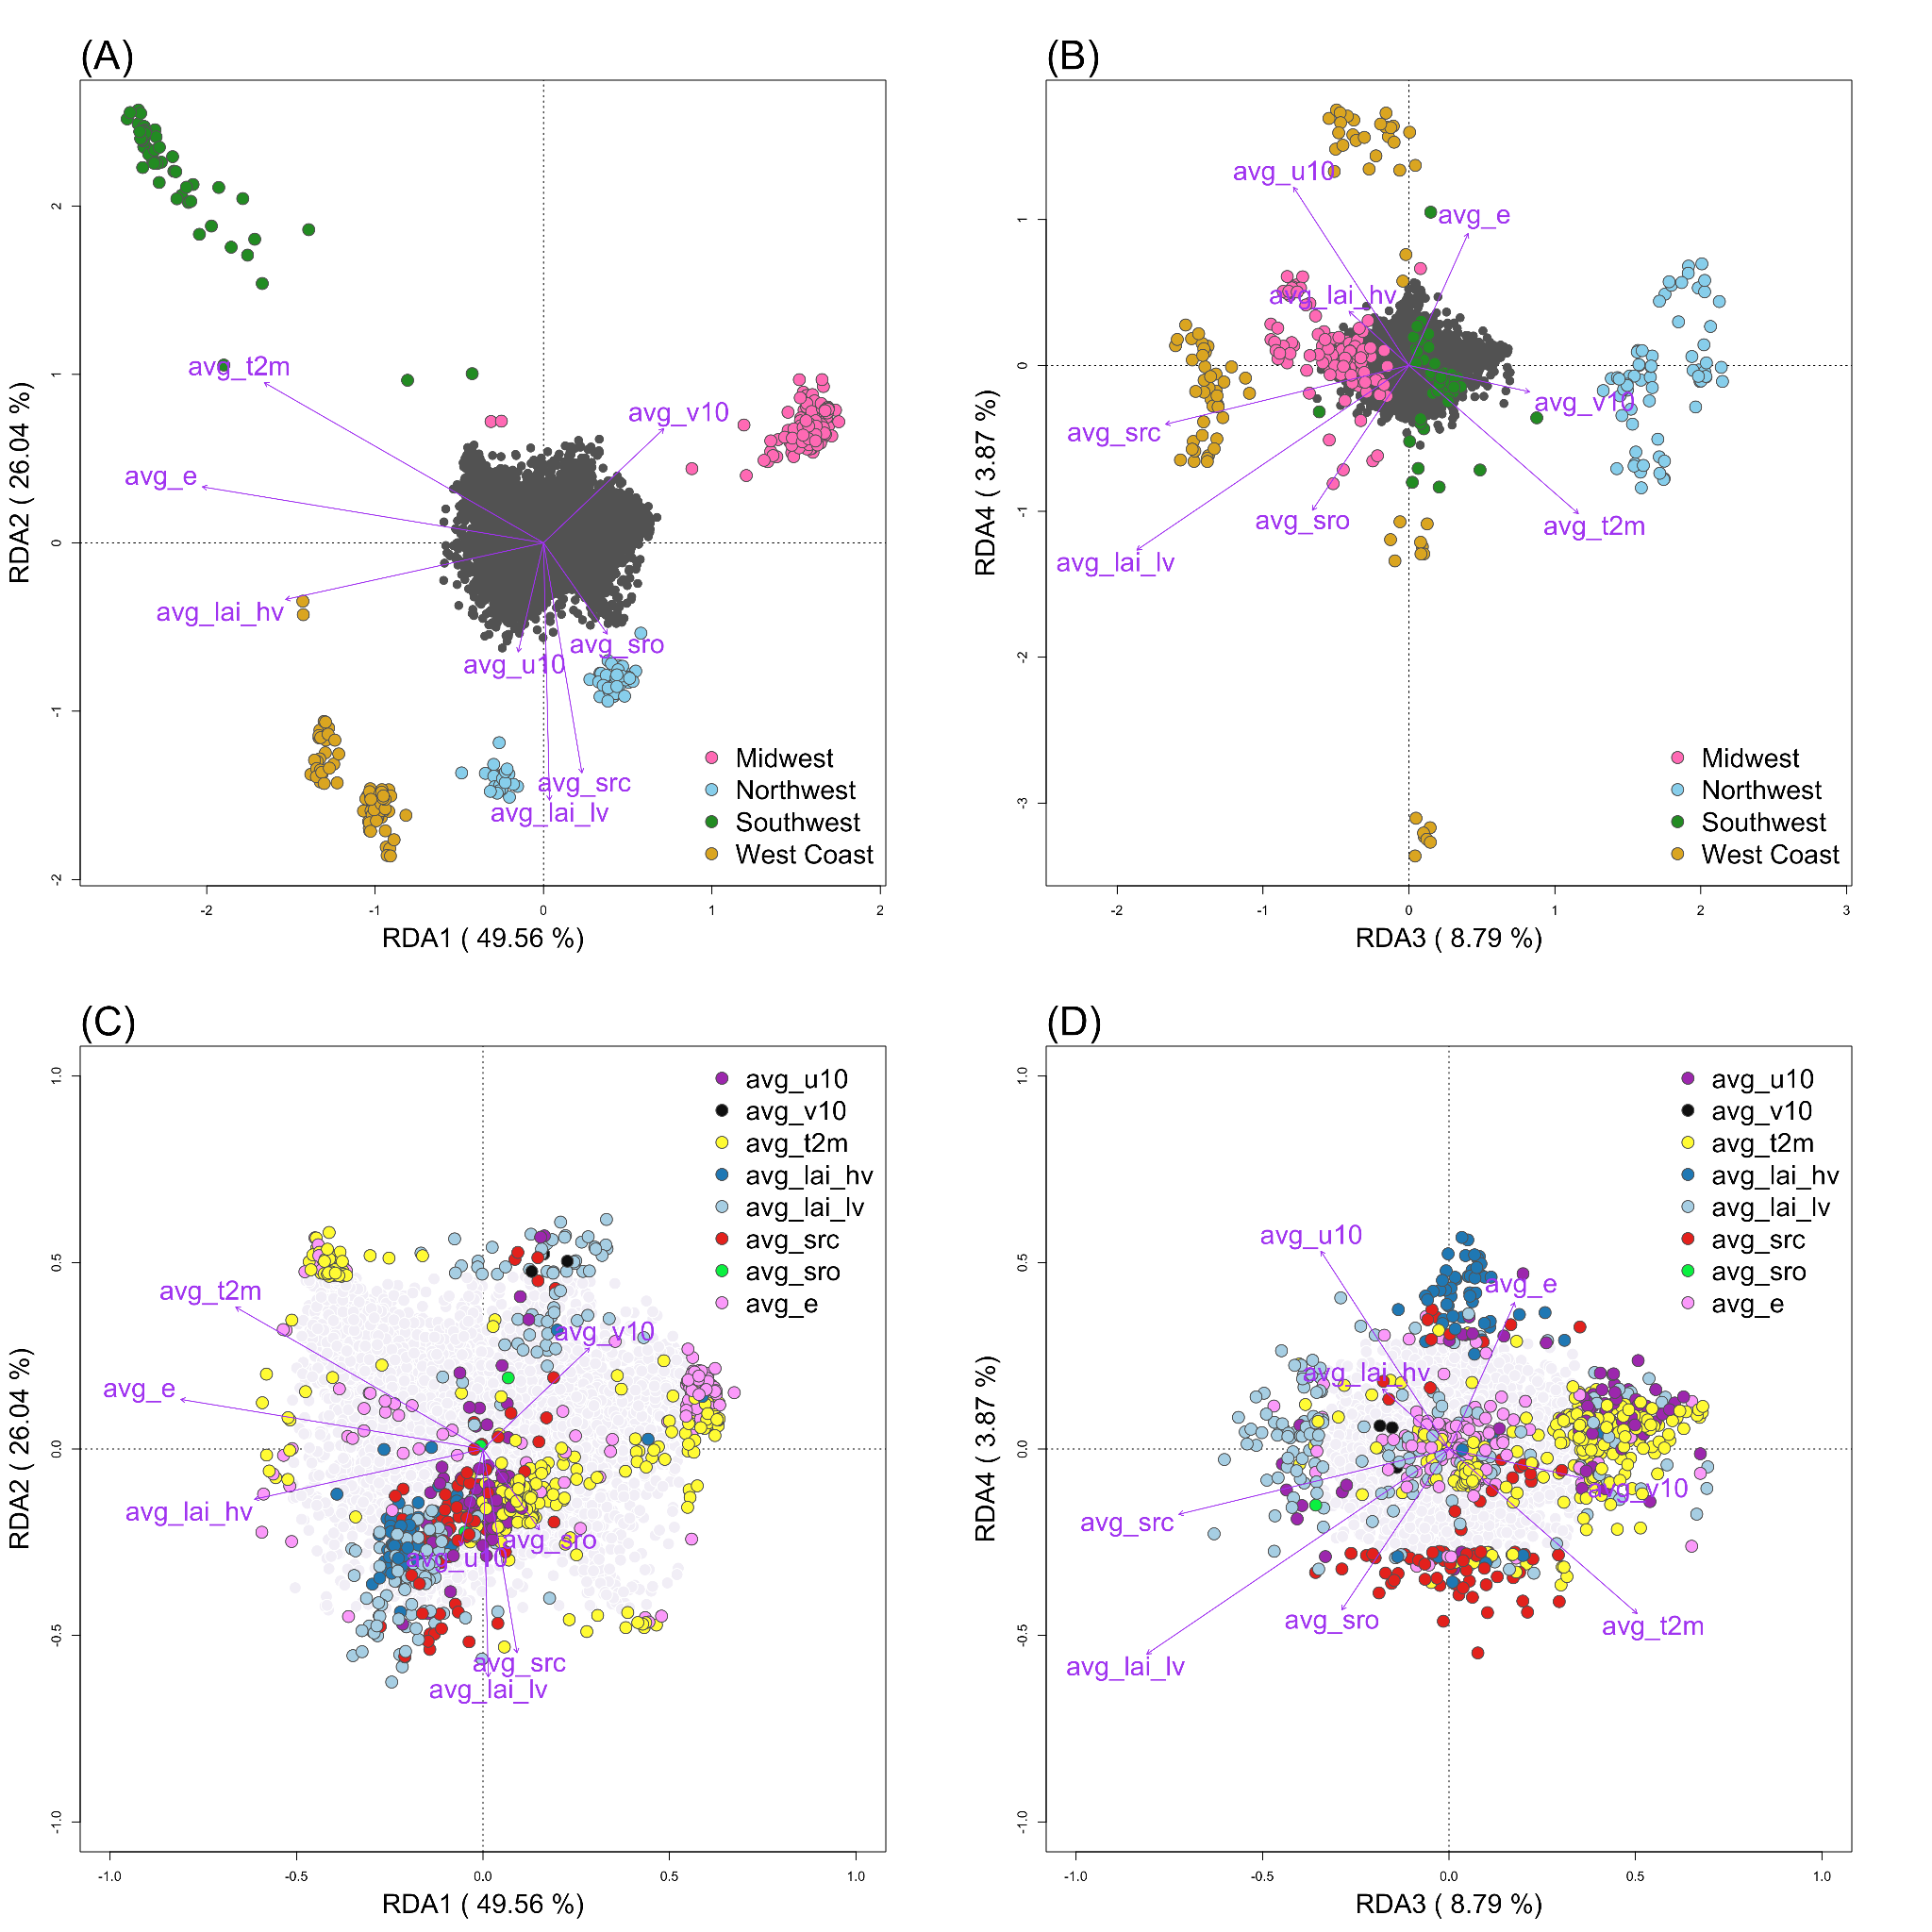 (A)
avg_t2m
avg_v10
avg_e
avg_lai_hv
avg_u10
avg_sro
avg_src
avg_lai_lv
Midwest
Northwest
Southwest
West Coast
2
1
0
-1
-2
RDA2 ( 26.04 %)
-2
-1
0
1
2
RDA1 ( 49.56 %)
(B)
avg_u10
avg_e
avg_lai_hv
avg_v10
avg_src
avg_sro
avg_t2m
avg_lai_lv
Midwest
Northwest
Southwest
West Coast
1
0
-1
-2
-3
RDA4 ( 3.87 %)
-2
-1
0
1
2
3
RDA3 ( 8.79 %)
(C)
avg_u10
avg_v10
avg_t2m
avg_lai_hv
avg_lai_lv
avg_src
avg_sro
avg_e
avg_t2m
avg_v10
avg_e
avg_lai_hv
avg_sro
avg_u10
avg_src
avg_lai_lv
1.0
0.5
0.0
-0.5
-1.0
RDA2 ( 26.04 %)
-1.0
-0.5
0.0
0.5
1.0
RDA1 ( 49.56 %)
(D)
avg_u10
avg_v10
avg_t2m
avg_lai_hv
avg_lai_lv
avg_src
avg_sro
avg_e
avg_u10
avg_e
avg_lai_hv
avg_v10
avg_src
avg_sro
avg_t2m
avg_lai_lv
1.0
0.5
0.0
-0.5
-1.0
RDA4 ( 3.87 %)
-1.0
-0.5
0.0
0.5
1.0
RDA3 ( 8.79 %)